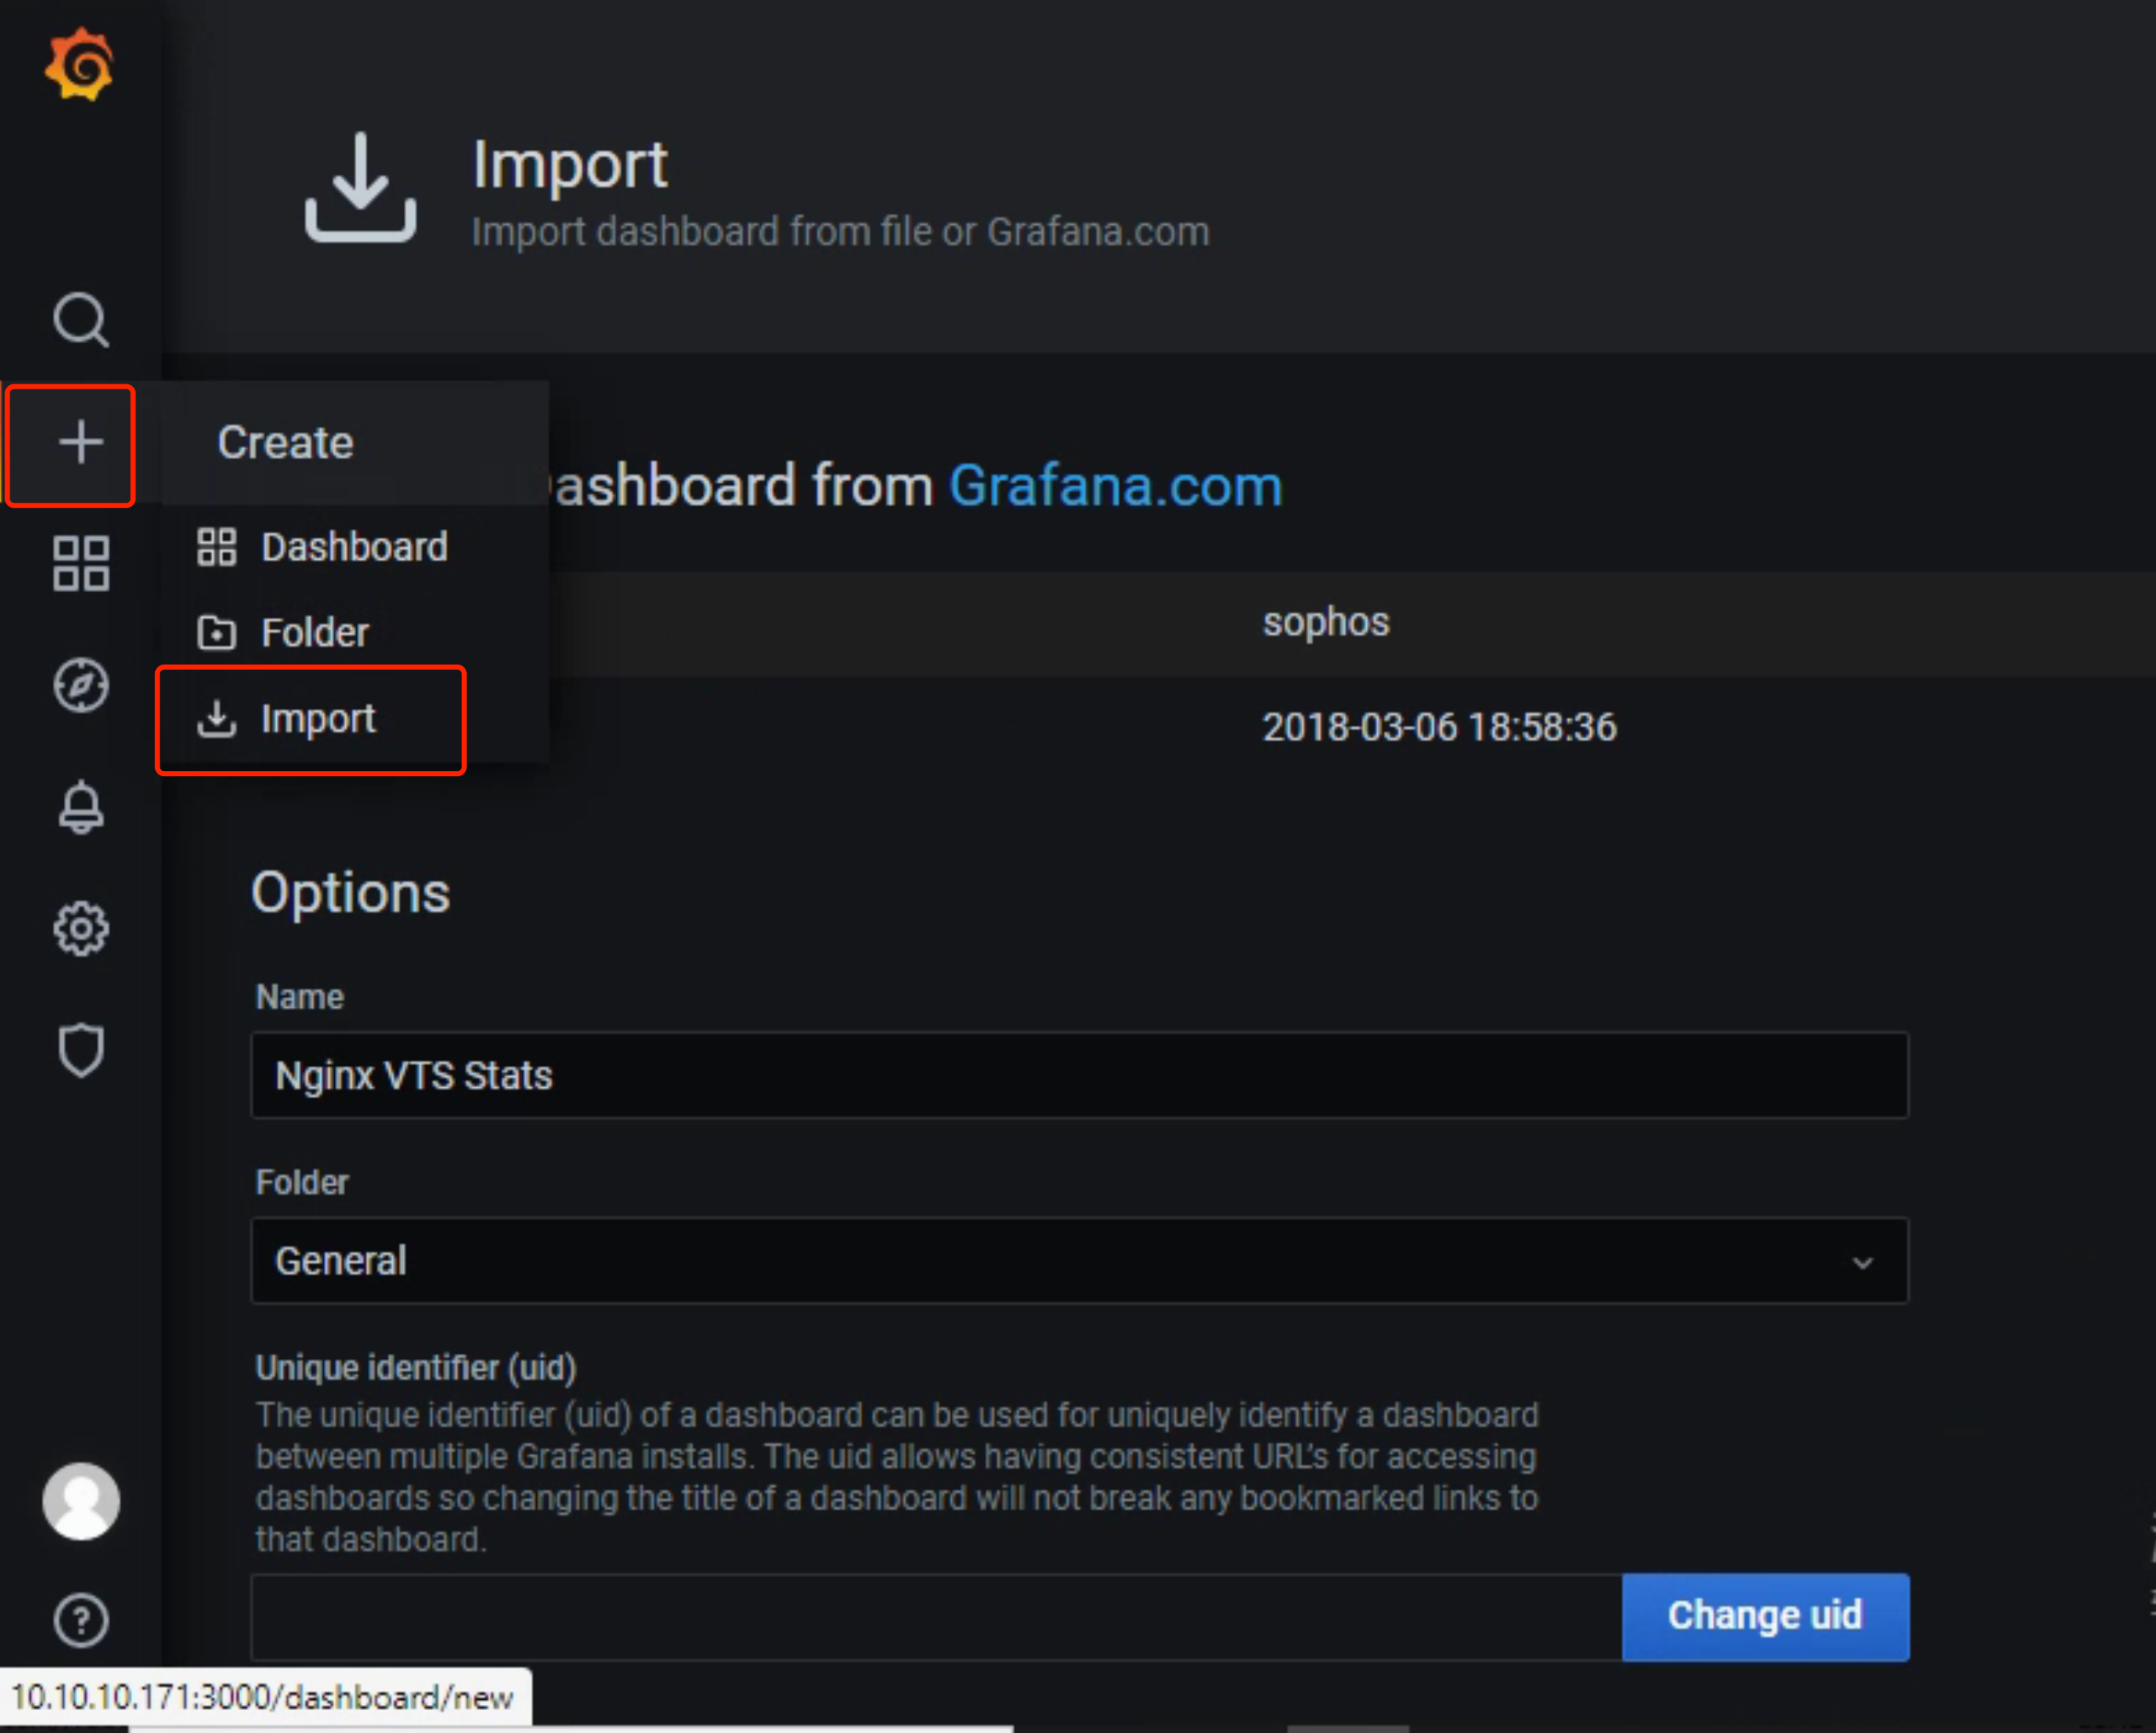 Import
Import dashboard from file or Grafana.com
Create
ashboard from Grafana.com
Dashboard
Folder
Import
sophos
2018-03-06 18:58:36
Options
Name
Nginx VTS Stats
Folder
General
Unique identifier (uid)
The unique identifier (uid) of a dashboard can be used for uniquely identify a dashboard
between multiple Grafana installs. The uid allows having consistent URL's for accessing
dashboards so changing the title of a dashboard will not break any bookmarked links to
that dashboard.
Change uid
10.10.10.171:3000/dashboard/new